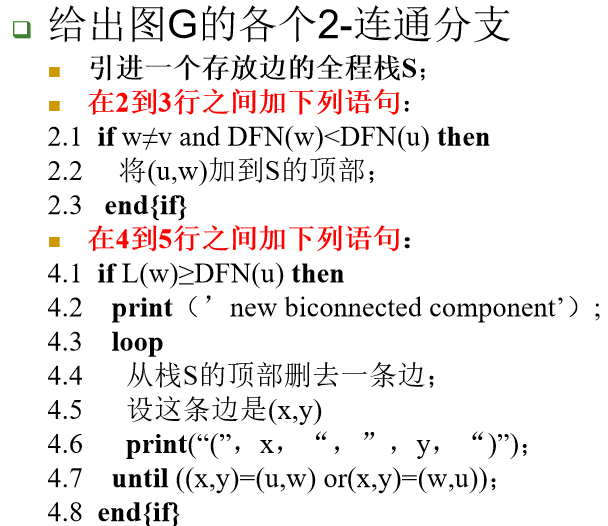 给出图G的各个2-连通分支
引进一个存放边的全程栈S；
在2到3行之间加下列语句：
2.1 if w≠v and DFN(w)<DFN(u) then
2.2 将(u,w)加到S的顶部；
2.3 end{if}
在4到5行之间加下列语句：
4.1 if L(w)≥DFN(u) then
4.2 print（’new biconnected component’）;
4.3 loop
4.4 从栈S的顶部删去一条边；
4.5 设这条边是(x,y)
4.6 print(“(”，x，“，”，y，“)”)；
4.7 until ((x,y)=(u,w) or(x,y)=(w,u))；
4.8 end{if}